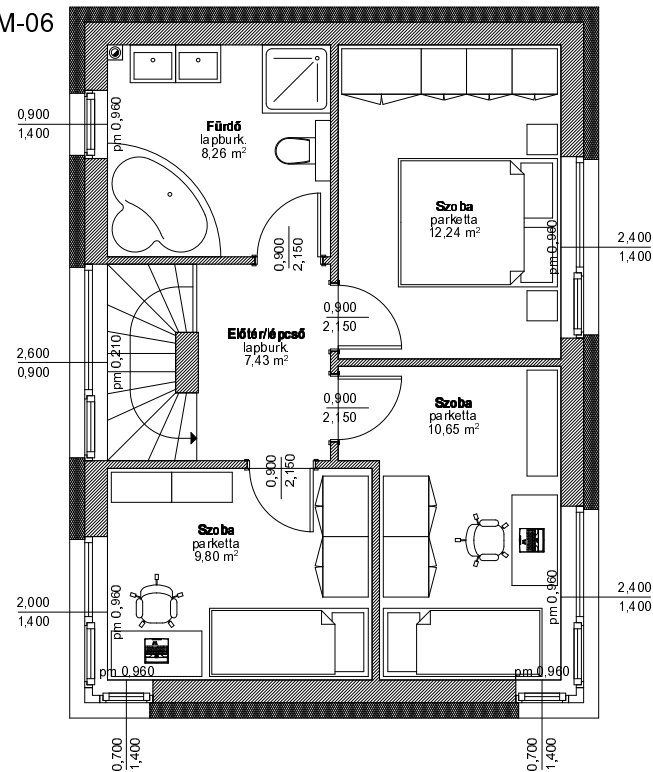 M-06
0,900
1,400
pm 0,960
Fürdő
lapburk.
8,26 m²
0,900
2,150
Szoba
parketta
12,24 m²
pm 0,960
2,400
1,400
2,600
0,900
pm 0,210
Előtér/lépcső
lapburk.
7,43 m²
0,900
2,150
0,900
2,150
Szoba
parketta
10,65 m²
0,900
2,150
Szoba
parketta
9,80 m²
2,000
1,400
pm 0,960
pm 0,960
2,400
1,400
pm 0,960
pm 0,960
0,700
1,400
0,700
1,400